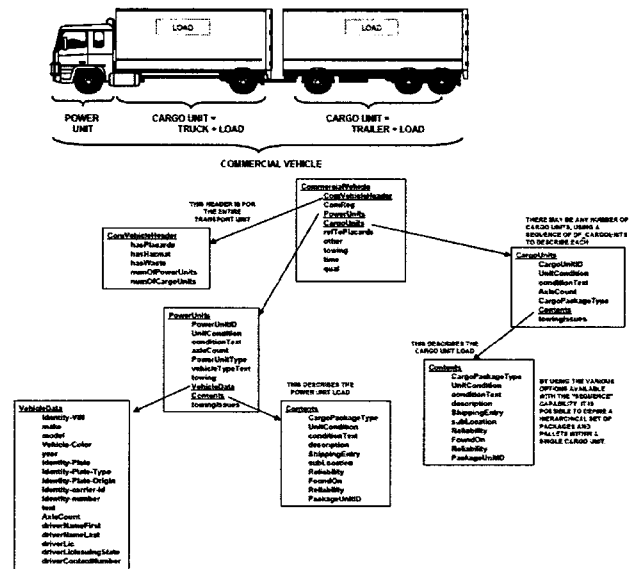 LOAD
LOAD
POWER
UNIT
CARGO UNIT =
TRUCK + LOAD
CARGO UNIT =
TRAILER + LOAD
COMMERCIAL VEHICLE
THIS HEADER IS FOR
THE ENTIRE
TRANSPORT UNIT
ComVehicleHeader
hasPlacards
hasHazmat
hasWaste
numOfPowerUnits
numOfCargoUnits
CommercialVehicle
ComVehicleHeader
PowerUnits
CargoUnits
refToPlacards
other
towing
time
qual
THERE MAY BE ANY NUMBER OF
CARGO UNITS, USING A
TO DESCRIBE EACH
CargoUnits
CargoUnitID
UnitCondition
conditionText
AxleCount
CargoPackageType
Contents
towingIssues
PowerUnits
PowerUnitID
UnitCondition
conditionText
axleCount
PowerUnitType
vehicleTypeText
towing
VehicleData
Contents
towingIssues
THIS DESCRIBES THE
POWER UNIT LOAD
Contents
CargoPackageType
UnitCondition
conditionText
description
ShippingEntry
subLocation
Reliability
FoundOn
Reliability
PackageUnitID
THIS DESCRIBES THE
CARGO UNIT LOAD
Contents
CargoPackageType
UnitCondition
conditionText
description
ShippingEntry
subLocation
Reliability
FoundOn
Reliability
PackageUnitID
BY USING THE VARIOUS
OPTIONS AVAILABLE
WITH THE "SEQUENCE"
CAPABILITY IT IS
POSSIBLE TO DEFINE A
HIERARCHICAL SET OF
PACKAGES AND
PALLETS WITHIN A
SINGLE CARGO UNIT
VehicleData
Identity-VIN
make
model
Vehicle-Color
year
Identity-Plate
Identity-Plate-Type
Identity-Plate-Origin
Identity-carrier-id
Identity-number
text
AxleCount
driverNameFirst
driverNameLast
driverLic
driverLicIssuingState
driverContactNumber